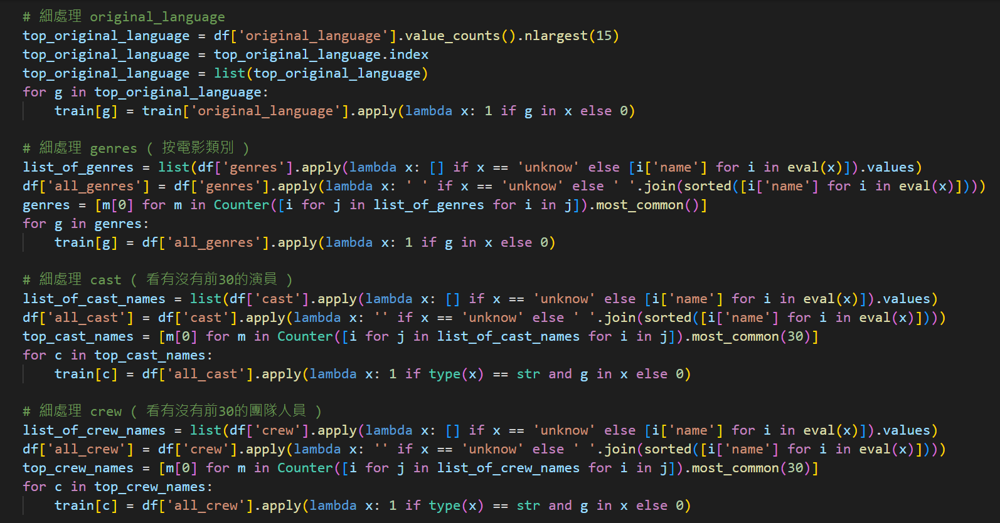 # 細處理 original_language
top_original_language = df['original_language'].value_counts().nlargest(15)
top_original_language = top_original_language.index
top_original_language = list(top_original_language)
for g in top_original_language:
    train[g] = train['original_language'].apply(lambda x: 1 if g in x else 0)

# 細處理 genres ( 按電影類別 )
list_of_genres = list(df['genres'].apply(lambda x: [] if x == 'unknow' else [i['name'] for i in eval(x)]).values)
df['all_genres'] = df['genres'].apply(lambda x: ' ' if x == 'unknow' else ' '.join(sorted([i['name'] for i in eval(x)])))
genres = [m[0] for m in Counter([i for j in list_of_genres for i in j]).most_common()]
for g in genres:
    train[g] = df['all_genres'].apply(lambda x: 1 if g in x else 0)

# 細處理 cast ( 看有沒有前30的演員 )
list_of_cast_names = list(df['cast'].apply(lambda x: [] if x == 'unknow' else [i['name'] for i in eval(x)]).values)
df['all_cast'] = df['cast'].apply(lambda x: '' if x == 'unknow' else ' '.join(sorted([i['name'] for i in eval(x)])))
top_cast_names = [m[0] for m in Counter([i for j in list_of_cast_names for i in j]).most_common(30)]
for c in top_cast_names:
    train[c] = df['all_cast'].apply(lambda x: 1 if type(x) == str and g in x else 0)

# 細處理 crew ( 看有沒有前30的團隊人員 )
list_of_crew_names = list(df['crew'].apply(lambda x: [] if x == 'unknow' else [i['name'] for i in eval(x)]).values)
df['all_crew'] = df['crew'].apply(lambda x: '' if x == 'unknow' else ' '.join(sorted([i['name'] for i in eval(x)])))
top_crew_names = [m[0] for m in Counter([i for j in list_of_crew_names for i in j]).most_common(30)]
for c in top_crew_names:
    train[c] = df['all_crew'].apply(lambda x: 1 if type(x) == str and g in x else 0)